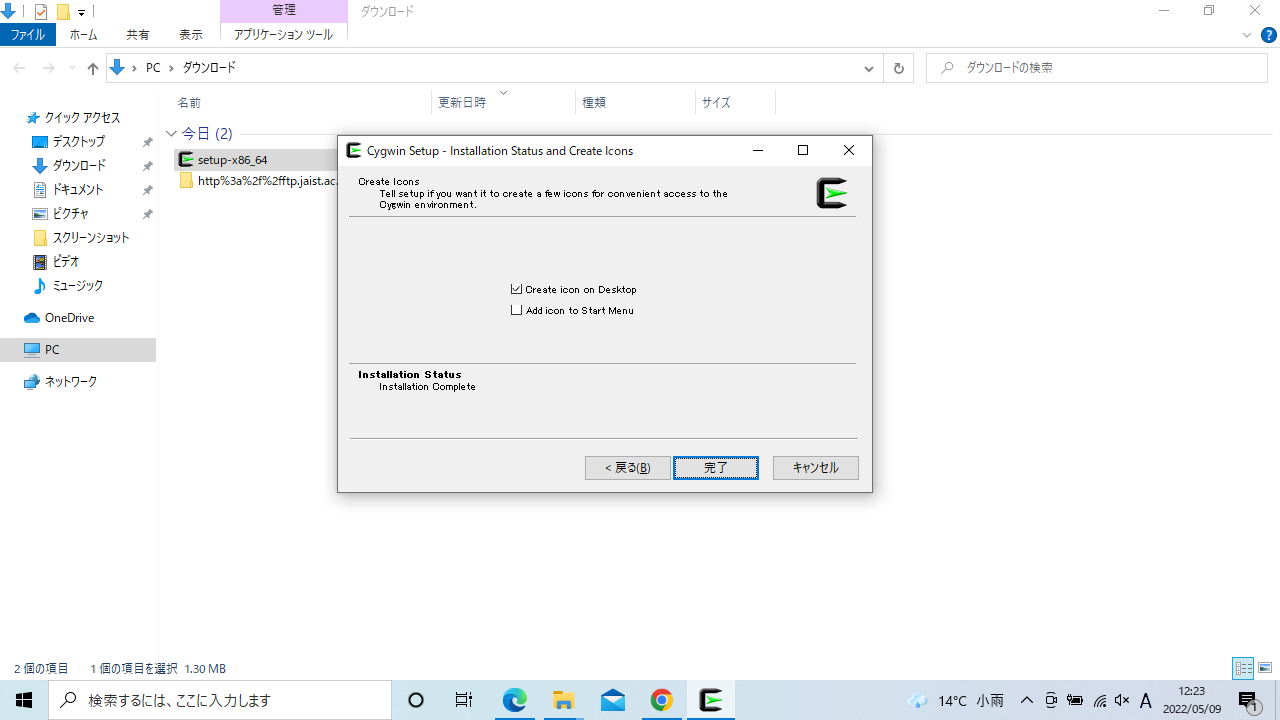 管理
ダウンロード
ファイル
ホーム
共有
表示
アプリケーション ツール
PC
ダウンロード
ダウンロードの検索
名前
更新日時
種類
サイズ
クイック アクセス
デスクトップ
ダウンロード
ドキュメント
ピクチャ
スクリーンショット
ビデオ
ミュージック
OneDrive
PC
ネットワーク
今日 (2)
setup-x86_64
http%3a%2f%2fftp.jaist.ac.
Cygwin Setup - Installation Status and Create Icons
Create Icons
Tell setup if you want it to create a few icons for convenient access to the
Cygwin environment.
Create icon on Desktop
Add icon to Start Menu
Installation Status
Installation Complete
< 戻る(B)
完了
キャンセル
2 個の項目
1 個の項目を選択 1.30 MB
検索するには、ここに入力します
14°C 小雨
A
12:23
2022/05/09
1